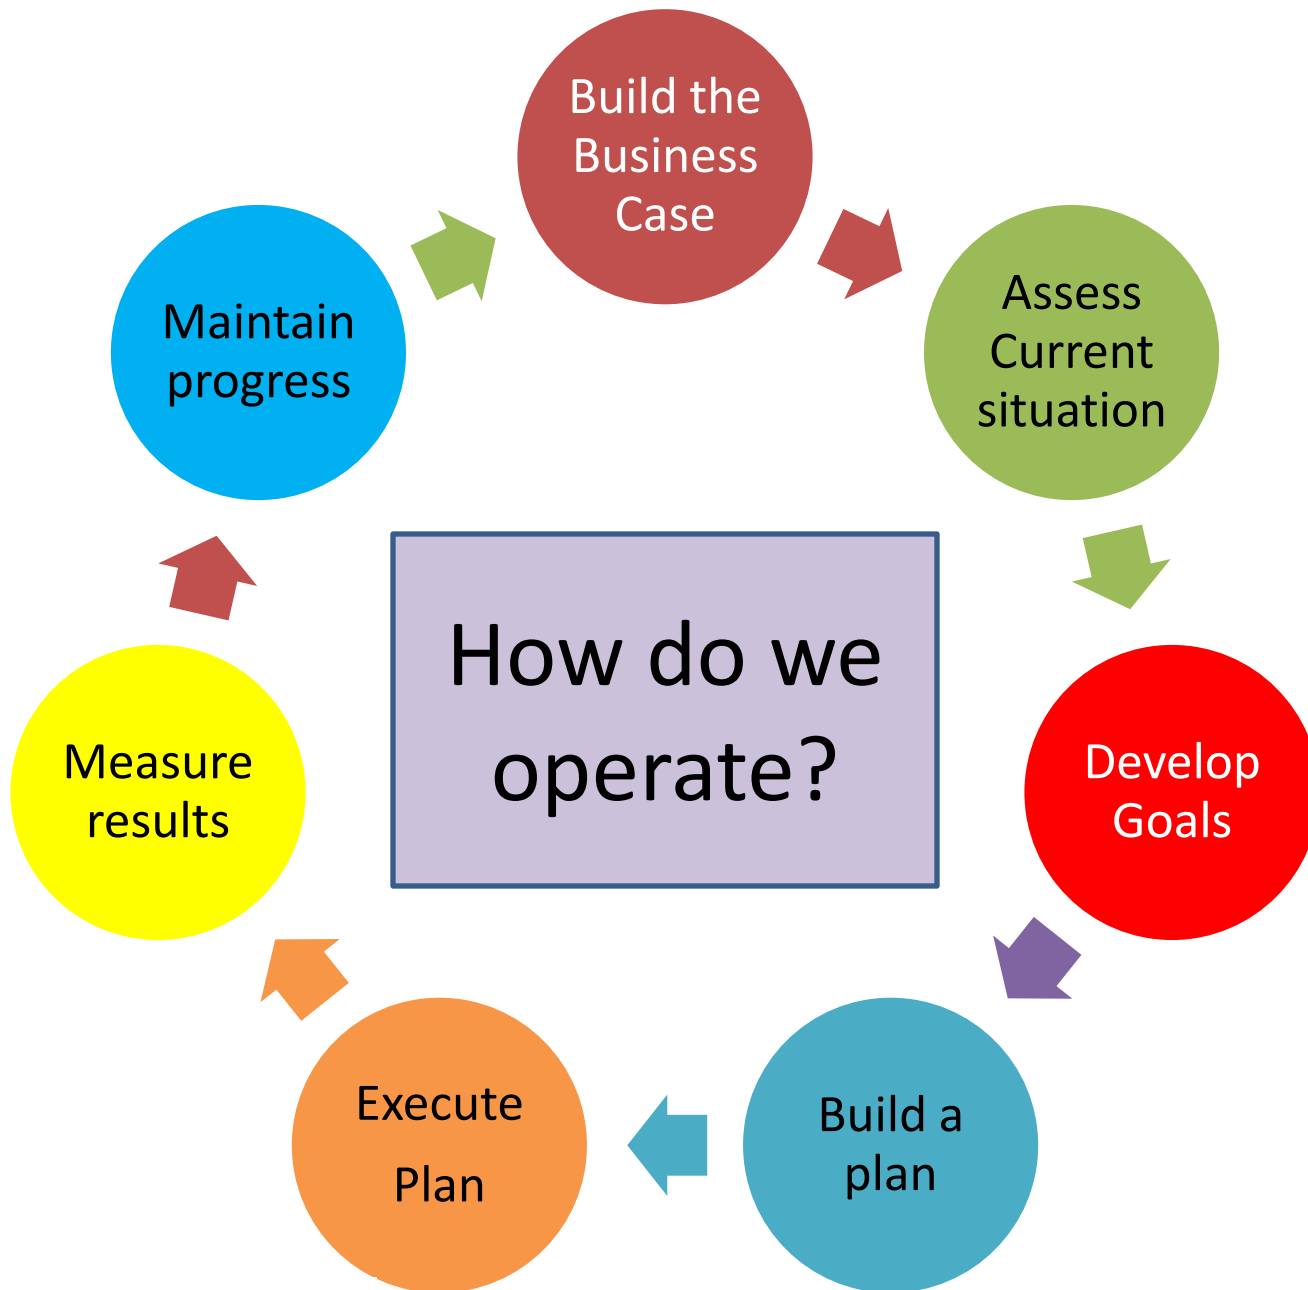 Build the
Business
Case
Assess
Current
situation
Develop
Goals
Build a
plan
Execute
Plan
Measure
results
Maintain
progress
How do we
operate?